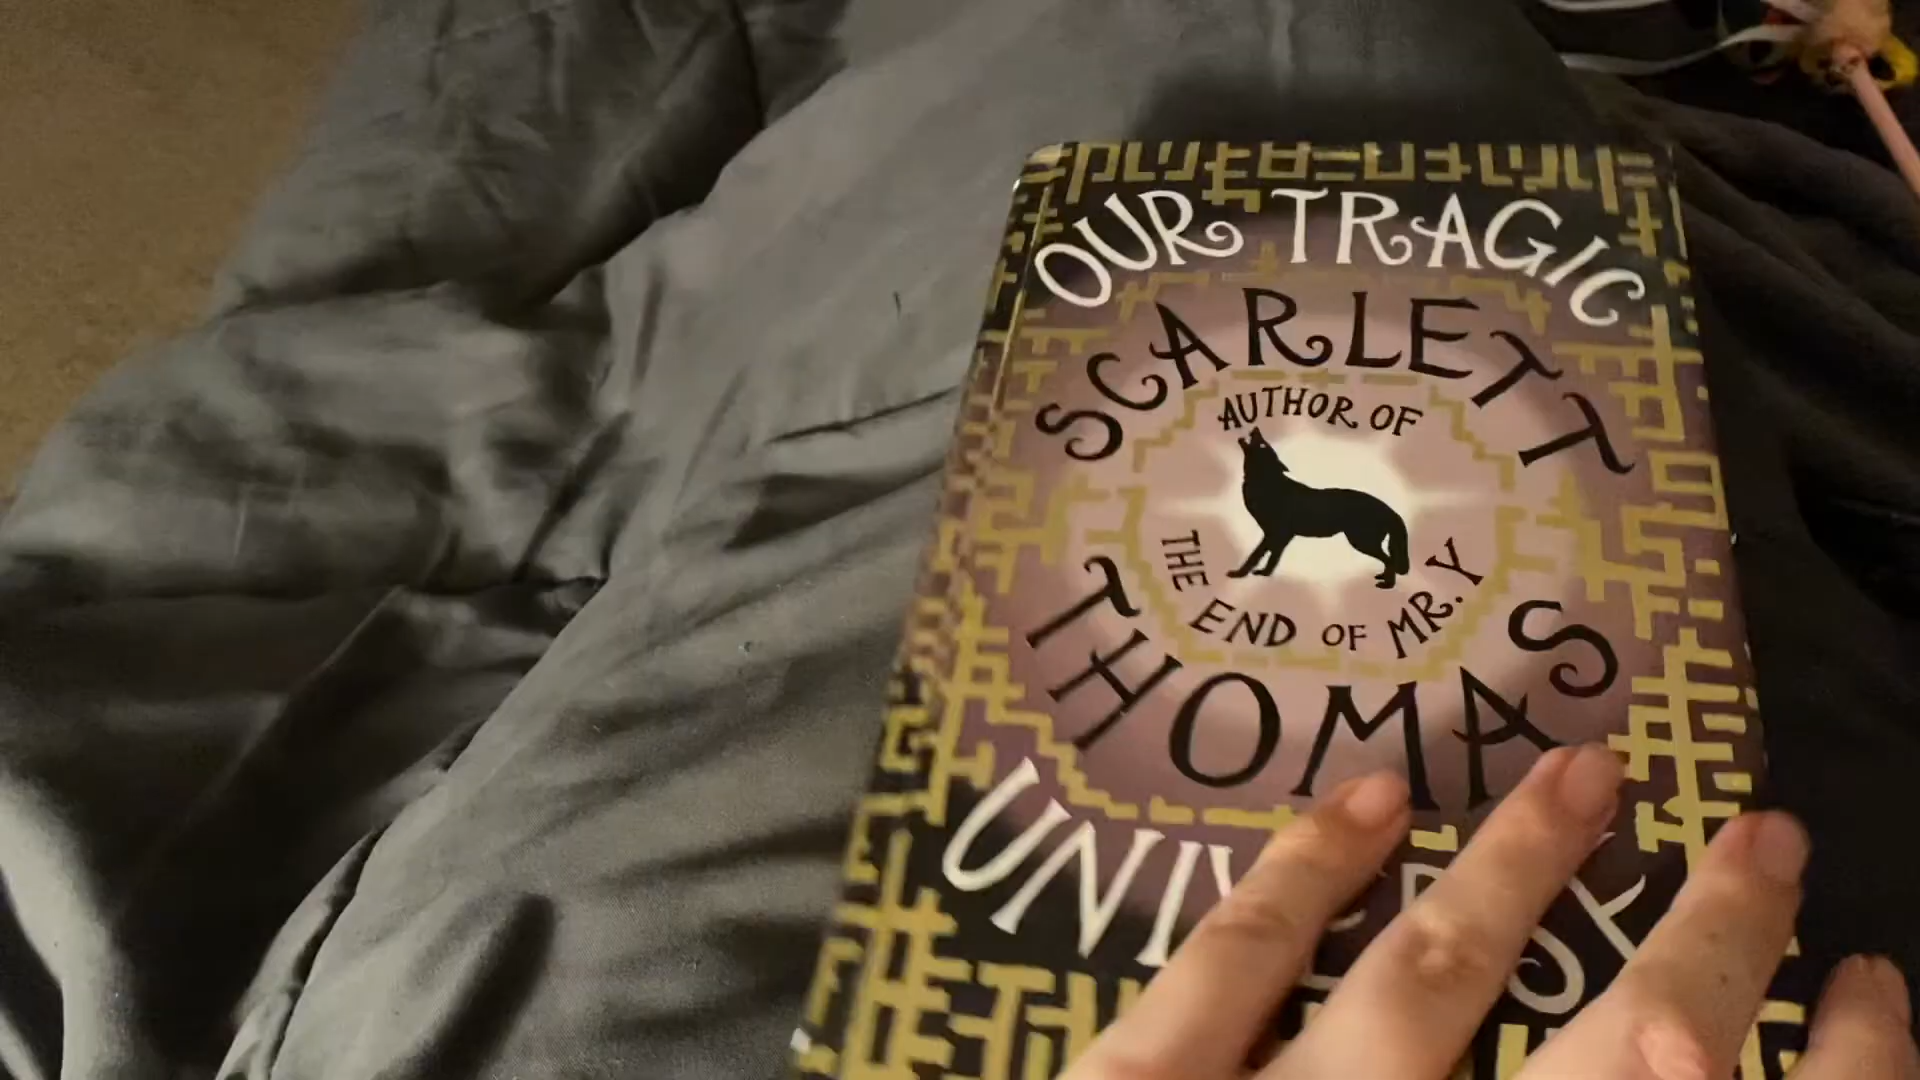 OUR TRAGIC
SCARLETT
AUTHOR OF
THE END OF MR. Y
THOMAS